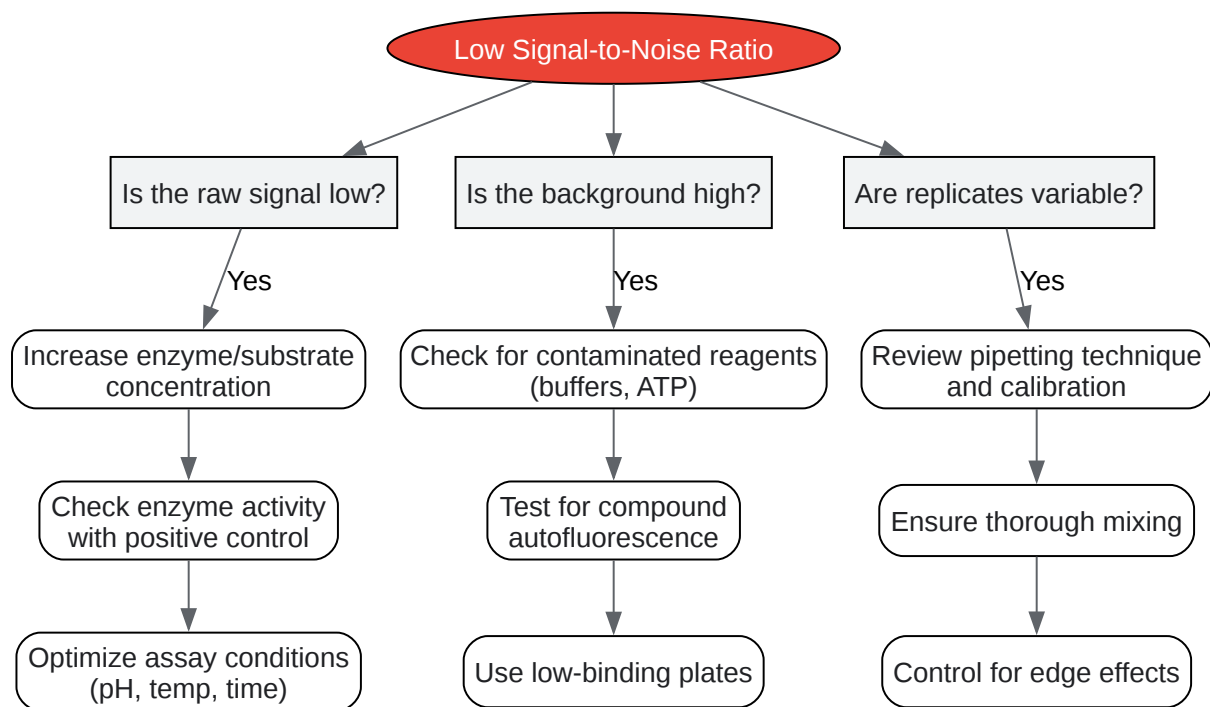 Low Signal-to-Noise Ratio
Is the raw signal low?
Is the background high?
Are replicates variable?
Yes
Yes
Yes
Increase enzyme/substrate
concentration
Check for contaminated reagents
(buffers, ATP)
Review pipetting technique
and calibration
Check enzyme activity
with positive control
Test for compound
autofluorescence
Ensure thorough mixing
Optimize assay conditions
(pH, temp, time)
Use low-binding plates
Control for edge effects